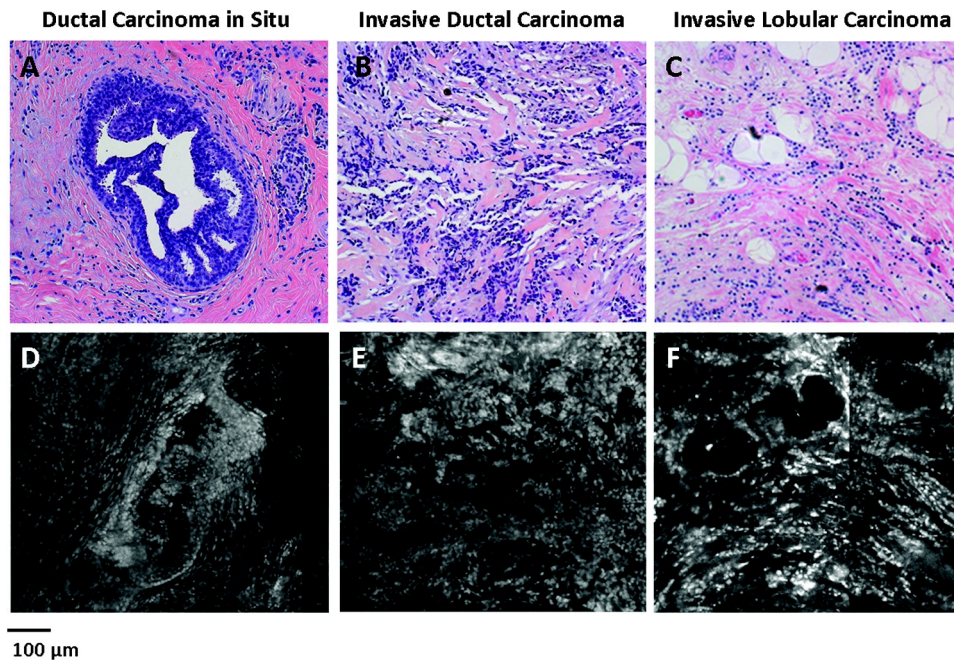 Ductal Carcinoma in Situ Invasive Ductal Carcinoma Invasive Lobular Carcinoma
A B C
D E F
100 µm